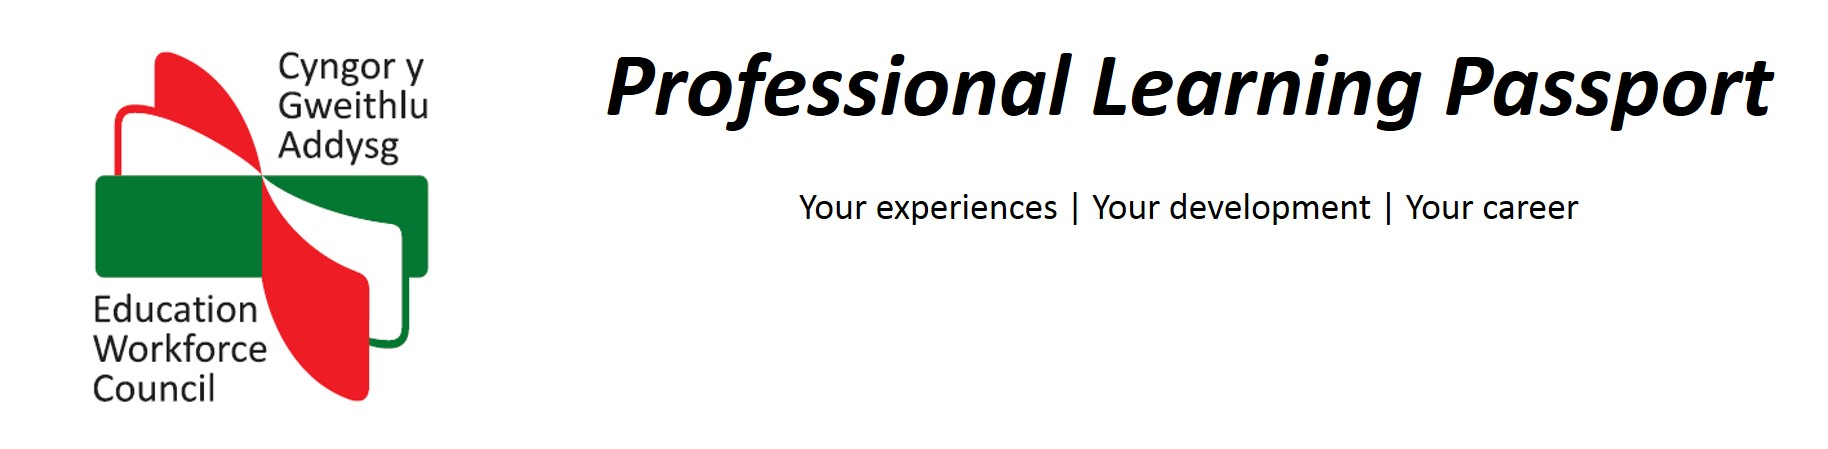 Cyngor y
Gweithlu
Addysg
Education
Workforce
Council
Professional Learning Passport
Your experiences | Your development | Your career